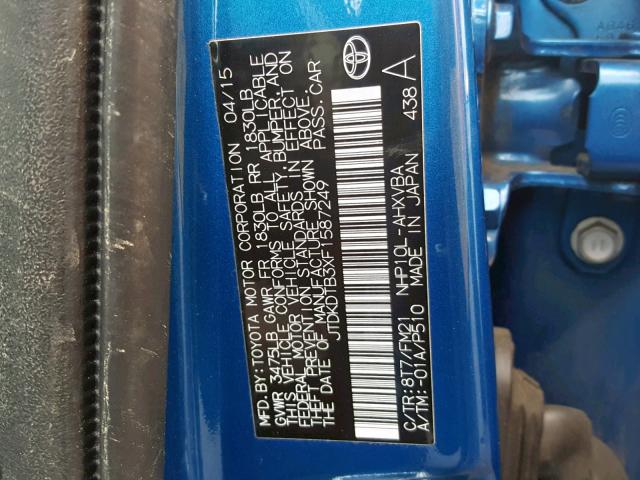 MFD.BY:TOYOTA MOTOR CORPORATION 04/15
GVWR 3475LB GAWR FR 1830LB RR 1830LB
THIS VEHICLE CONFORMS TO ALL APPLICABLE
FEDERAL MOTOR VEHICLE SAFETY, BUMPER, AND
THEFT PREVENTION STANDARDS IN EFFECT ON
THE DATE OF MANUFACTURE SHOWN ABOVE.
JTDKDTB3XF1587249 PASS.CAR
C/TR:8T7/FM21 NHP10L-AHXVBA
A/TM:-01A/P510 MADE IN JAPAN 438 A